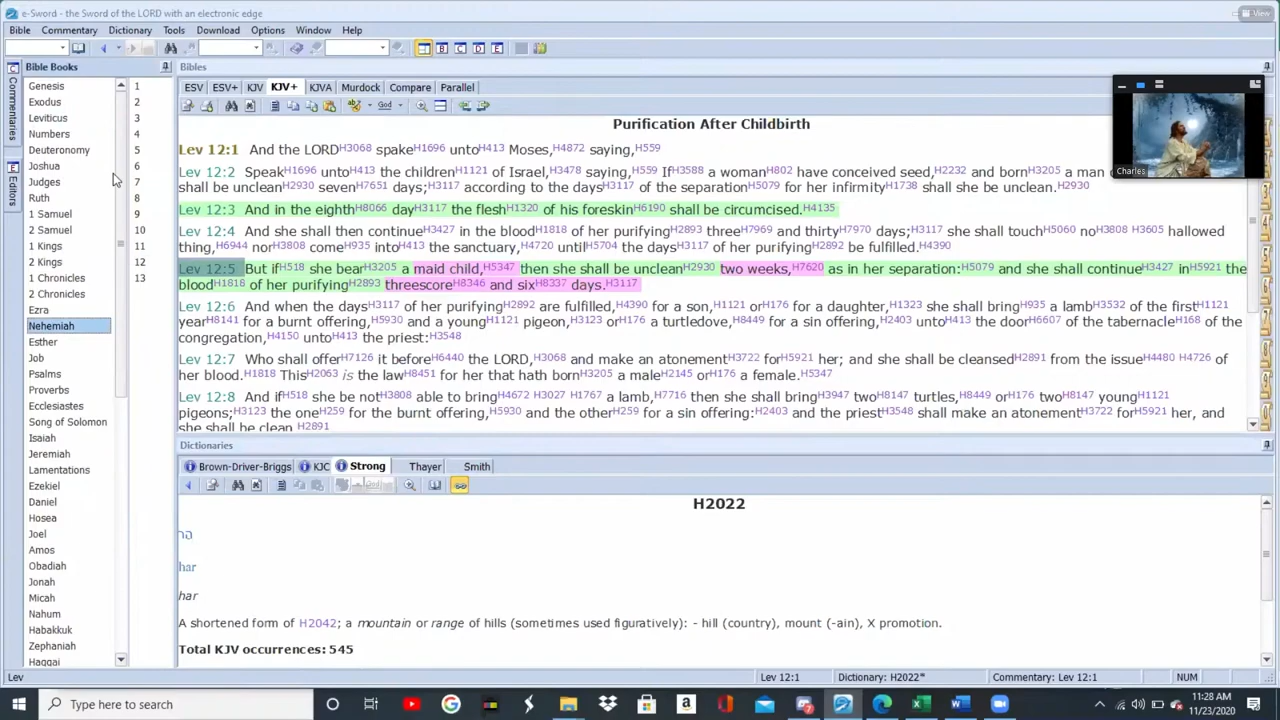 e-Sword - the Sword of the LORD with an electronic edge
View
Bible Commentary Dictionary Tools Download Options Window Help
B C D E
Bible Books
Bibles
Commentaries
Editors
Genesis
Exodus
Leviticus
Numbers
Deuteronomy
Joshua
Judges
Ruth
1 Samuel
2 Samuel
1 Kings
2 Kings
1 Chronicles
2 Chronicles
Ezra
Nehemiah
Esther
Job
Psalms
Proverbs
Ecclesiastes
Song of Solomon
Isaiah
Jeremiah
Lamentations
Ezekiel
Daniel
Hosea
Joel
Amos
Obadiah
Jonah
Micah
Nahum
Habakkuk
Zephaniah
Haggai
1
2
3
4
5
6
7
8
9
10
11
12
13
ESV ESV+ KJV KJV+ KJVA Murdock Compare Parallel
God
Purification After Childbirth
Lev 12:1 And the LORD H3068 spake H1696 unto H413 Moses, H4872 saying, H559
Lev 12:2 Speak H1696 unto H413 the children H1121 of Israel, H3478 saying, H559 If H3588 a woman H802 have conceived seed, H2232 and born H3205 a man
shall be unclean H2930 seven H7651 days; H3117 according to the days H3117 of the separation H5079 for her infirmity H1738 shall she be unclean. H2930
Lev 12:3 And in the eighth H8066 day H3117 the flesh H1320 of his foreskin H6190 shall be circumcised. H4135
Lev 12:4 And she shall then continue H3427 in the blood H1818 of her purifying H2893 three H7969 and thirty H7970 days; H3117 she shall touch H5060 no H3808 H3605 hallowed
thing, H6944 nor H3808 come H935 into H413 the sanctuary, H4720 until H5704 the days H3117 of her purifying H2892 be fulfilled. H4390
Lev 12:5 But if H518 she bear H3205 a maid child, H5347 then she shall be unclean H2930 two weeks, H7620 as in her separation: H5079 and she shall continue H3427 in H5921 the
blood H1818 of her purifying H2893 threescore H8346 and six H8337 days. H3117
Lev 12:6 And when the days H3117 of her purifying H2892 are fulfilled, H4390 for a son, H1121 or H176 for a daughter, H1323 she shall bring H935 a lamb H3532 of the first H1121
year H8141 for a burnt offering, H5930 and a young H1121 pigeon, H3123 or H176 a turtledove, H8449 for a sin offering, H2403 unto H413 the door H6607 of the tabernacle H168 of the
congregation, H4150 unto H413 the priest: H3548
Lev 12:7 Who shall offer H7126 it before H6440 the LORD, H3068 and make an atonement H3722 for H5921 her; and she shall be cleansed H2891 from the issue H4480 H4726 of
her blood. H1818 This H2063 is the law H8451 for her that hath born H3205 a male H2145 or H176 a female. H5347
Lev 12:8 And if H518 she be not H3808 able to bring H4672 H3027 H1767 a lamb, H7716 then she shall bring H3947 two H8147 turtles, H8449 or H176 two H8147 young H1121
pigeons; H3123 the one H259 for the burnt offering, H5930 and the other H259 for a sin offering: H2403 and the priest H3548 shall make an atonement H3722 for H5921 her, and
she shall be clean. H2891
Charles
Dictionaries
Brown-Driver-Briggs KJC Strong Thayer Smith
H2022
הר
har
har
A shortened form of H2042; a mountain or range of hills (sometimes used figuratively): - hill (country), mount (-ain), X promotion.
Total KJV occurrences: 545
Lev Lev 12:1 Dictionary: H2022* Commentary: Lev 12:1 NUM
Type here to search
11:28 AM
11/23/2020